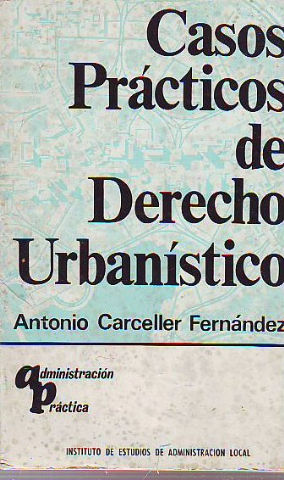 Casos
Prácticos
de
Derecho
Urbanístico
Antonio Carceller Fernández
administración
práctica
INSTITUTO DE ESTUDIOS DE ADMINISTRACION LOCAL